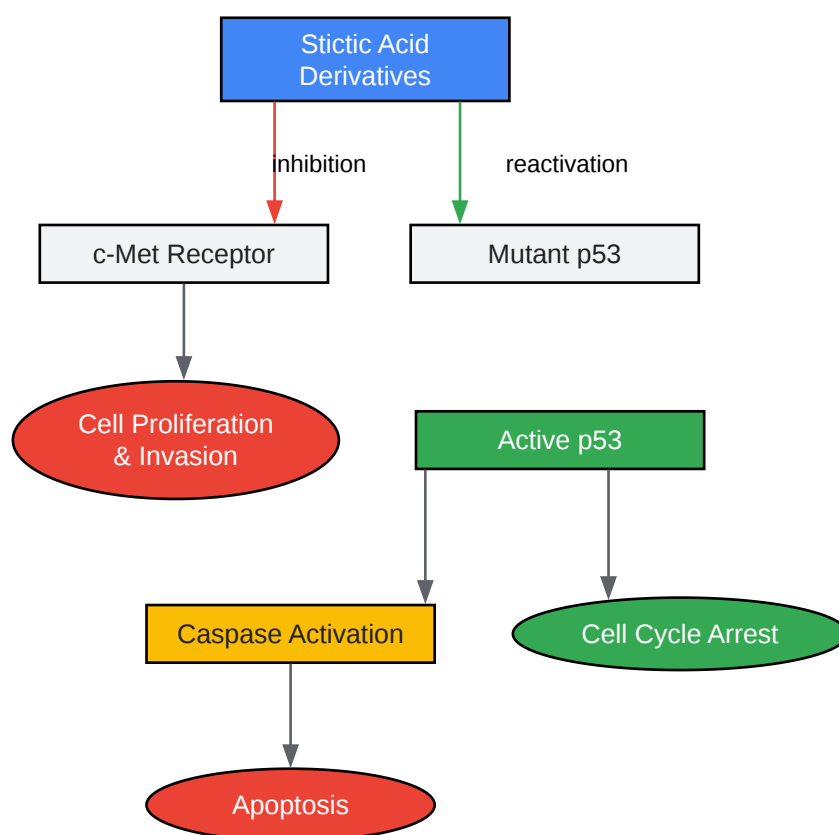 Stictic Acid
Derivatives
inhibition
reactivation
c-Met Receptor
Mutant p53
Cell Proliferation
& Invasion
Active p53
Caspase Activation
Cell Cycle Arrest
Apoptosis